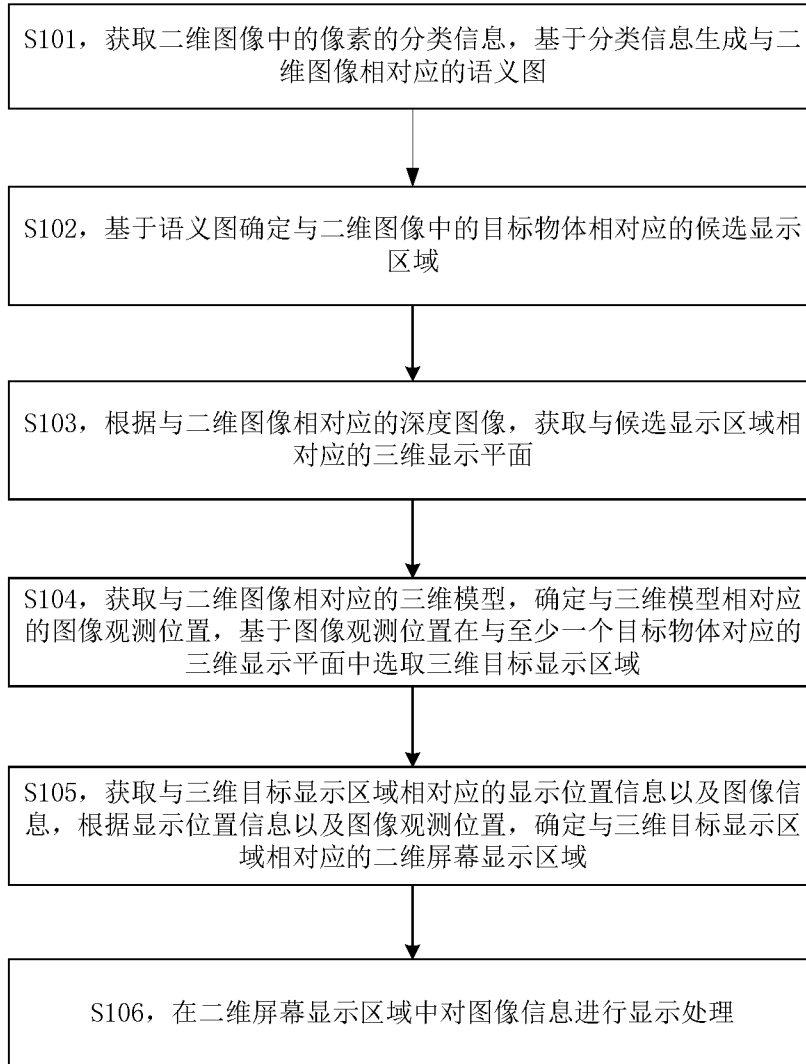 S101，获取二维图像中的像素的分类信息，基于分类信息生成与二
维图像相对应的语义图
S102，基于语义图确定与二维图像中的目标物体相对应的候选显示
区域
S103，根据与二维图像相对应的深度图像，获取与候选显示区域相
对应的三维显示平面
S104，获取与二维图像相对应的三维模型，确定与三维模型相对应
的图像观测位置，基于图像观测位置在与至少一个目标物体对应的
三维显示平面中选取三维目标显示区域
S105，获取与三维目标显示区域相对应的显示位置信息以及图像信
息，根据显示位置信息以及图像观测位置，确定与三维目标显示区
域相对应的二维屏幕显示区域
S106，在二维屏幕显示区域中对图像信息进行显示处理